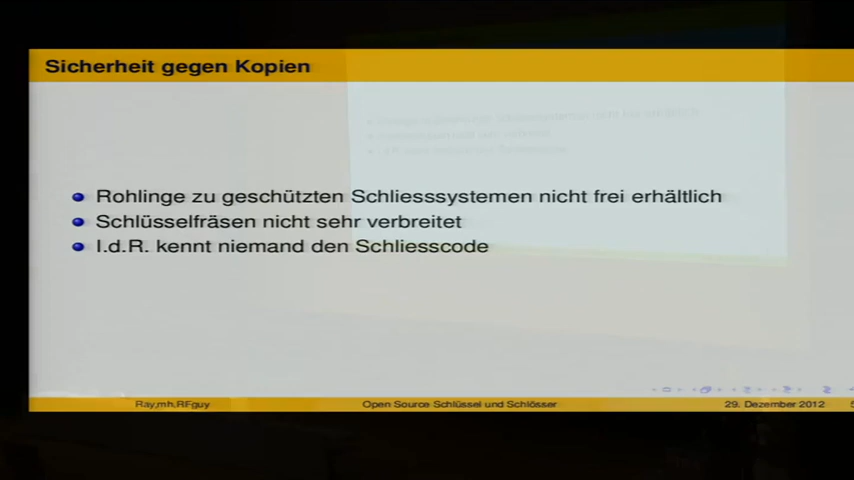 Sicherheit gegen Kopien
Rohlinge zu geschützten Schliesssystemen nicht frei erhältlich
Schlüsselfräsen nicht sehr verbreitet
I.d.R. kennt niemand den Schliesscode
Ray,mh,RFguy Open Source Schlüssel und Schlösser 29. Dezember 2012